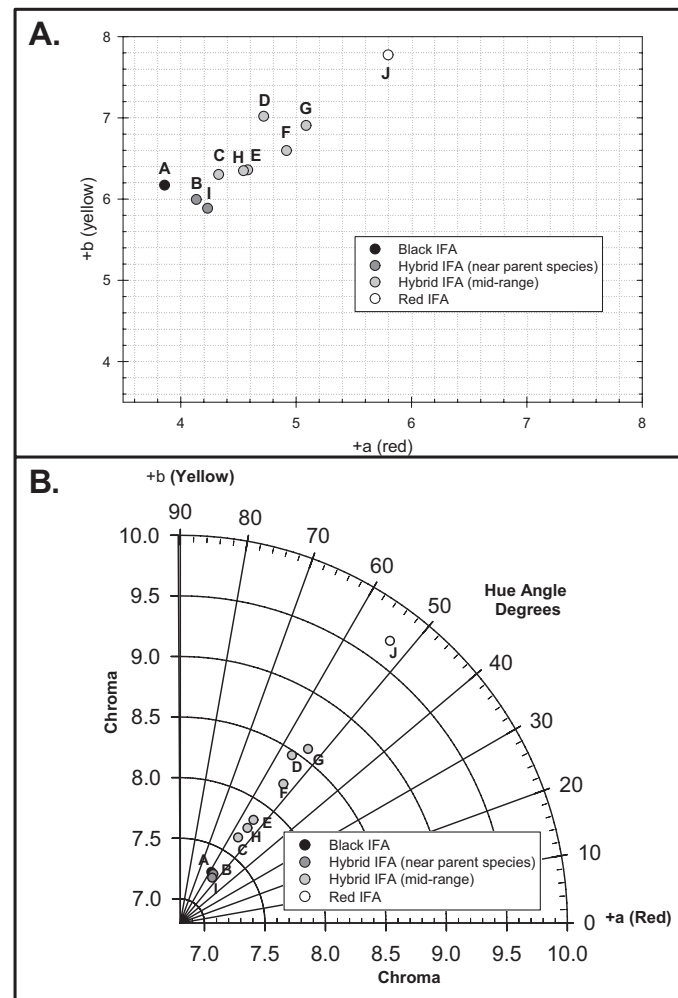 A.
8
7
6
5
4
+b (yellow)
A
B
I
C
H
E
D
F
G
J
Black IFA
Hybrid IFA (near parent species)
Hybrid IFA (mid-range)
Red IFA
4
5
6
7
8
+a (red)
B.
+b (Yellow)
90
80
70
60
50
40
30
20
10
0
Hue Angle
Degrees
10.0
9.5
9.0
8.5
8.0
7.5
7.0
Chroma
J
D
G
F
E
H
C
A
B
I
Black IFA
Hybrid IFA (near parent species)
Hybrid IFA (mid-range)
Red IFA
+a (Red)
7.0
7.5
8.0
8.5
9.0
9.5
10.0
Chroma